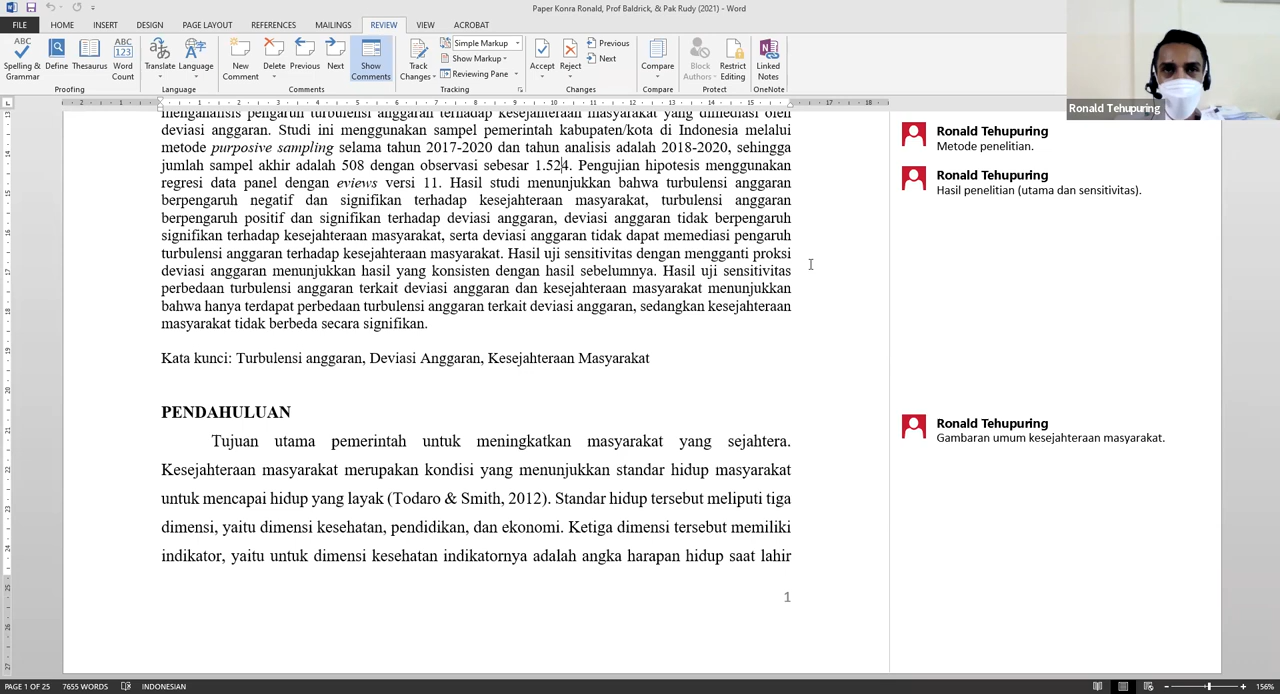 Paper Konra Ronald, Prof Baldrick, & Pak Rudy (2021) - Word
FILE HOME INSERT DESIGN PAGE LAYOUT REFERENCES MAILINGS REVIEW VIEW ACROBAT
Spelling & Grammar Define Thesaurus Word Count Translate Language New Comment Delete Previous Next Show Comments Track Changes Simple Markup Show Markup Reviewing Pane Accept Reject Previous Next Compare Block Authors Restrict Editing Linked Notes
Proofing Language Comments Tracking Changes Compare Protect OneNote
Ronald Tehupuring
menganalisis pengaruh turbulensi anggaran terhadap kesejahteraan masyarakat yang dimediasi oleh
deviasi anggaran. Studi ini menggunakan sampel pemerintah kabupaten/kota di Indonesia melalui
metode purposive sampling selama tahun 2017-2020 dan tahun analisis adalah 2018-2020, sehingga
jumlah sampel akhir adalah 508 dengan observasi sebesar 1.524. Pengujian hipotesis menggunakan
regresi data panel dengan eviews versi 11. Hasil studi menunjukkan bahwa turbulensi anggaran
berpengaruh negatif dan signifikan terhadap kesejahteraan masyarakat, turbulensi anggaran
berpengaruh positif dan signifikan terhadap deviasi anggaran, deviasi anggaran tidak berpengaruh
signifikan terhadap kesejahteraan masyarakat, serta deviasi anggaran tidak dapat memediasi pengaruh
turbulensi anggaran terhadap kesejahteraan masyarakat. Hasil uji sensitivitas dengan mengganti proksi
deviasi anggaran menunjukkan hasil yang konsisten dengan hasil sebelumnya. Hasil uji sensitivitas
perbedaan turbulensi anggaran terkait deviasi anggaran dan kesejahteraan masyarakat menunjukkan
bahwa hanya terdapat perbedaan turbulensi anggaran terkait deviasi anggaran, sedangkan kesejahteraan
masyarakat tidak berbeda secara signifikan.
Kata kunci: Turbulensi anggaran, Deviasi Anggaran, Kesejahteraan Masyarakat
PENDAHULUAN
Tujuan utama pemerintah untuk meningkatkan masyarakat yang sejahtera.
Kesejahteraan masyarakat merupakan kondisi yang menunjukkan standar hidup masyarakat
untuk mencapai hidup yang layak (Todaro & Smith, 2012). Standar hidup tersebut meliputi tiga
dimensi, yaitu dimensi kesehatan, pendidikan, dan ekonomi. Ketiga dimensi tersebut memiliki
indikator, yaitu untuk dimensi kesehatan indikatornya adalah angka harapan hidup saat lahir
1
Ronald Tehupuring
Metode penelitian.
Ronald Tehupuring
Hasil penelitian (utama dan sensitivitas).
Ronald Tehupuring
Gambaran umum kesejahteraan masyarakat.
PAGE 1 OF 25 7655 WORDS INDONESIAN 156%